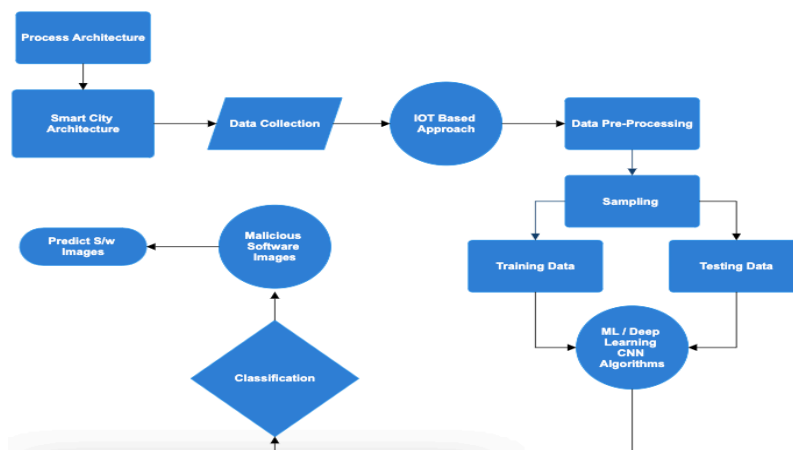 Process Architecture
Smart City
Architecture
Data Collection
IOT Based
Approach
Data Pre-Processing
Sampling
Training Data
Testing Data
ML / Deep
Learning
CNN
Algorithms
Classification
Malicious
Software
Images
Predict S/w
Images